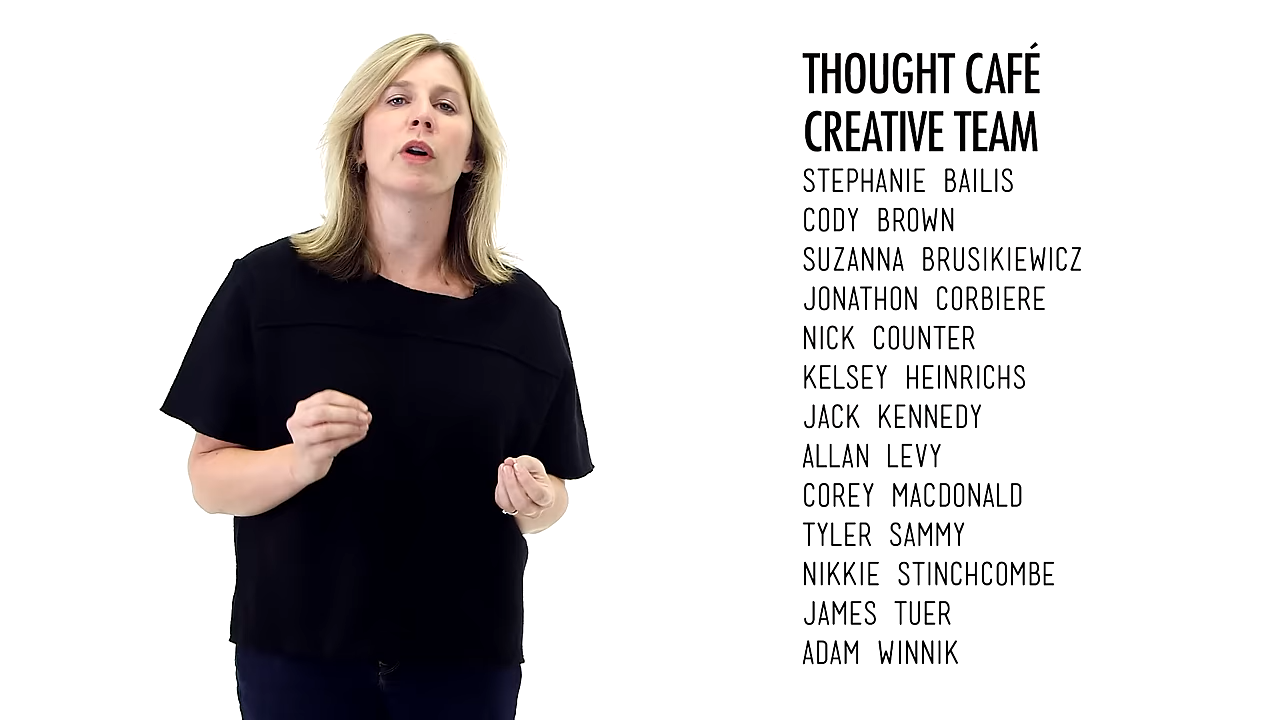 THOUGHT CAFÉ
CREATIVE TEAM
STEPHANIE BAILIS
CODY BROWN
SUZANNA BRUSIKIEWICZ
JONATHON CORBIERE
NICK COUNTER
KELSEY HEINRICHS
JACK KENNEDY
ALLAN LEVY
COREY MACDONALD
TYLER SAMMY
NIKKIE STINCHCOMBE
JAMES TUER
ADAM WINNIK